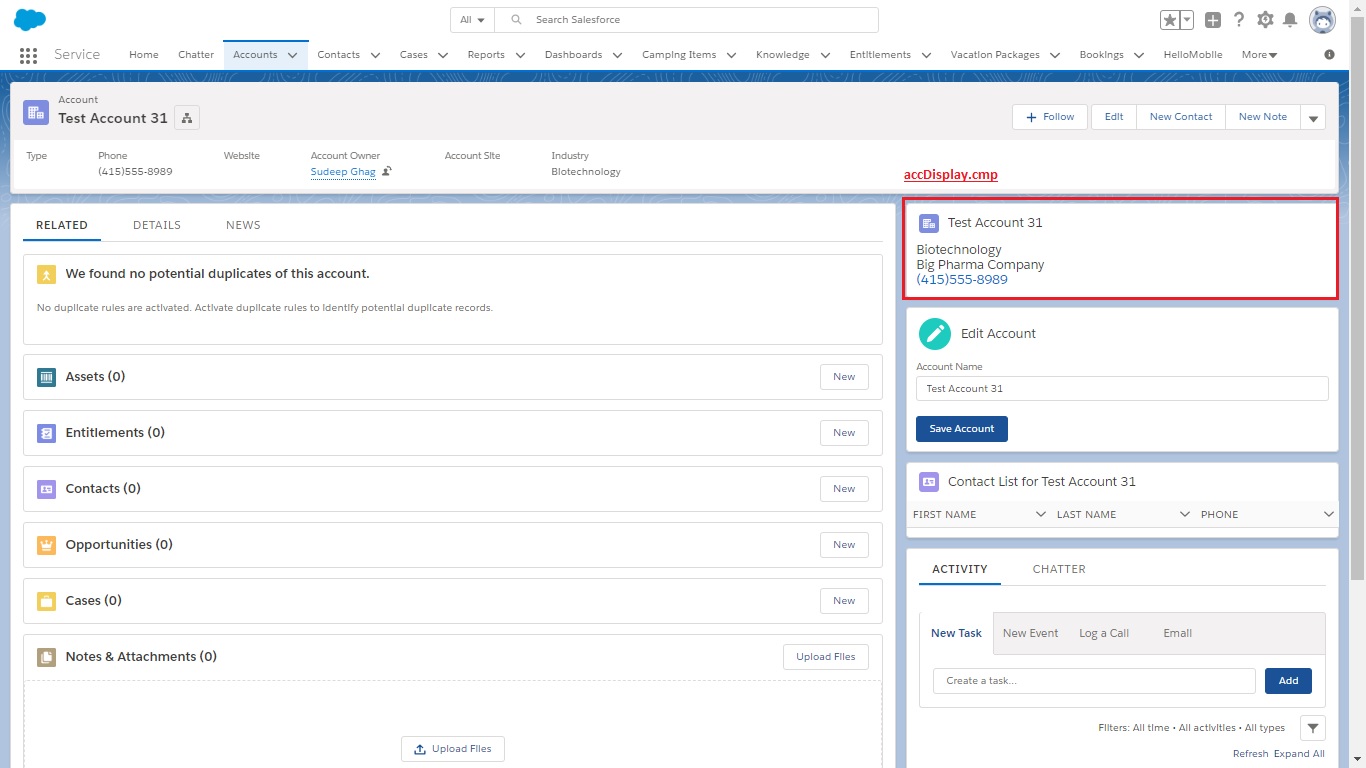 All
Search Salesforce
Service
Home
Chatter
Accounts
Contacts
Cases
Reports
Dashboards
Camping Items
Knowledge
Entitlements
Vacation Packages
Bookings
HelloMobile
More
Account
Test Account 31
Follow
Edit
New Contact
New Note
Type
Phone
(415)555-8989
Website
Account Owner
Sudeep Ghag
Account Site
Industry
Biotechnology
accDisplay.cmp
RELATED
DETAILS
NEWS
We found no potential duplicates of this account.
No duplicate rules are activated. Activate duplicate rules to identify potential duplicate records.
Assets (0)
New
Entitlements (0)
New
Contacts (0)
New
Opportunities (0)
New
Cases (0)
New
Notes & Attachments (0)
Upload Files
Upload Files
Test Account 31
Biotechnology
Big Pharma Company
(415)555-8989
Edit Account
Account Name
Test Account 31
Save Account
Contact List for Test Account 31
FIRST NAME
LAST NAME
PHONE
ACTIVITY
CHATTER
New Task
New Event
Log a Call
Email
Create a task...
Add
Filters: All time • All activities • All types
Refresh
Expand All